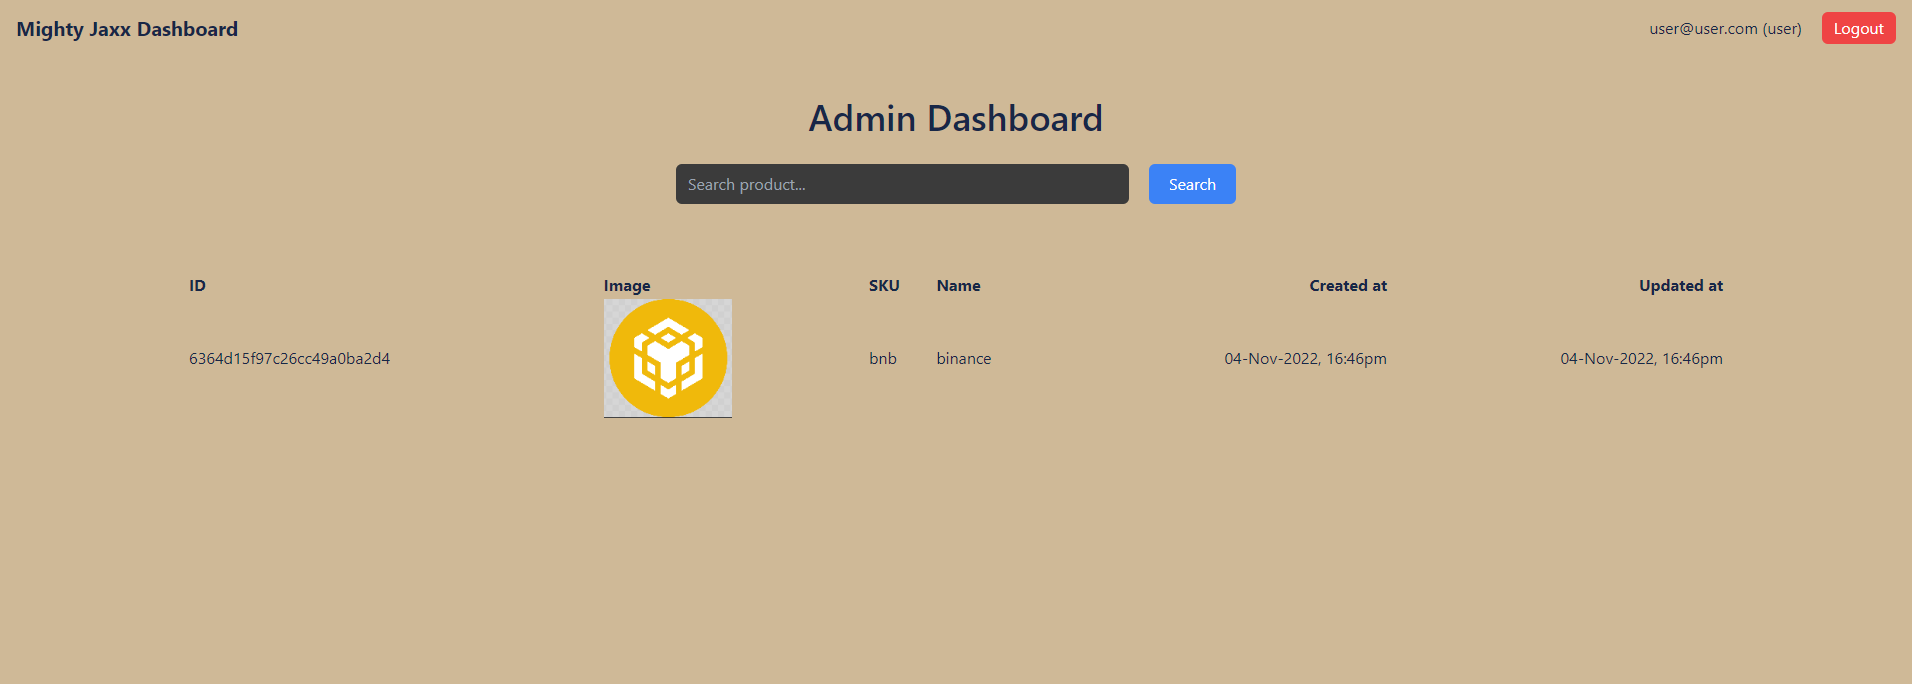 Mighty Jaxx Dashboard
user@user.com (user)
Logout
Admin Dashboard
Search product...
Search
ID Image SKU Name Created at Updated at
6364d15f97c26cc49a0ba2d4 bnb binance 04-Nov-2022, 16:46pm 04-Nov-2022, 16:46pm